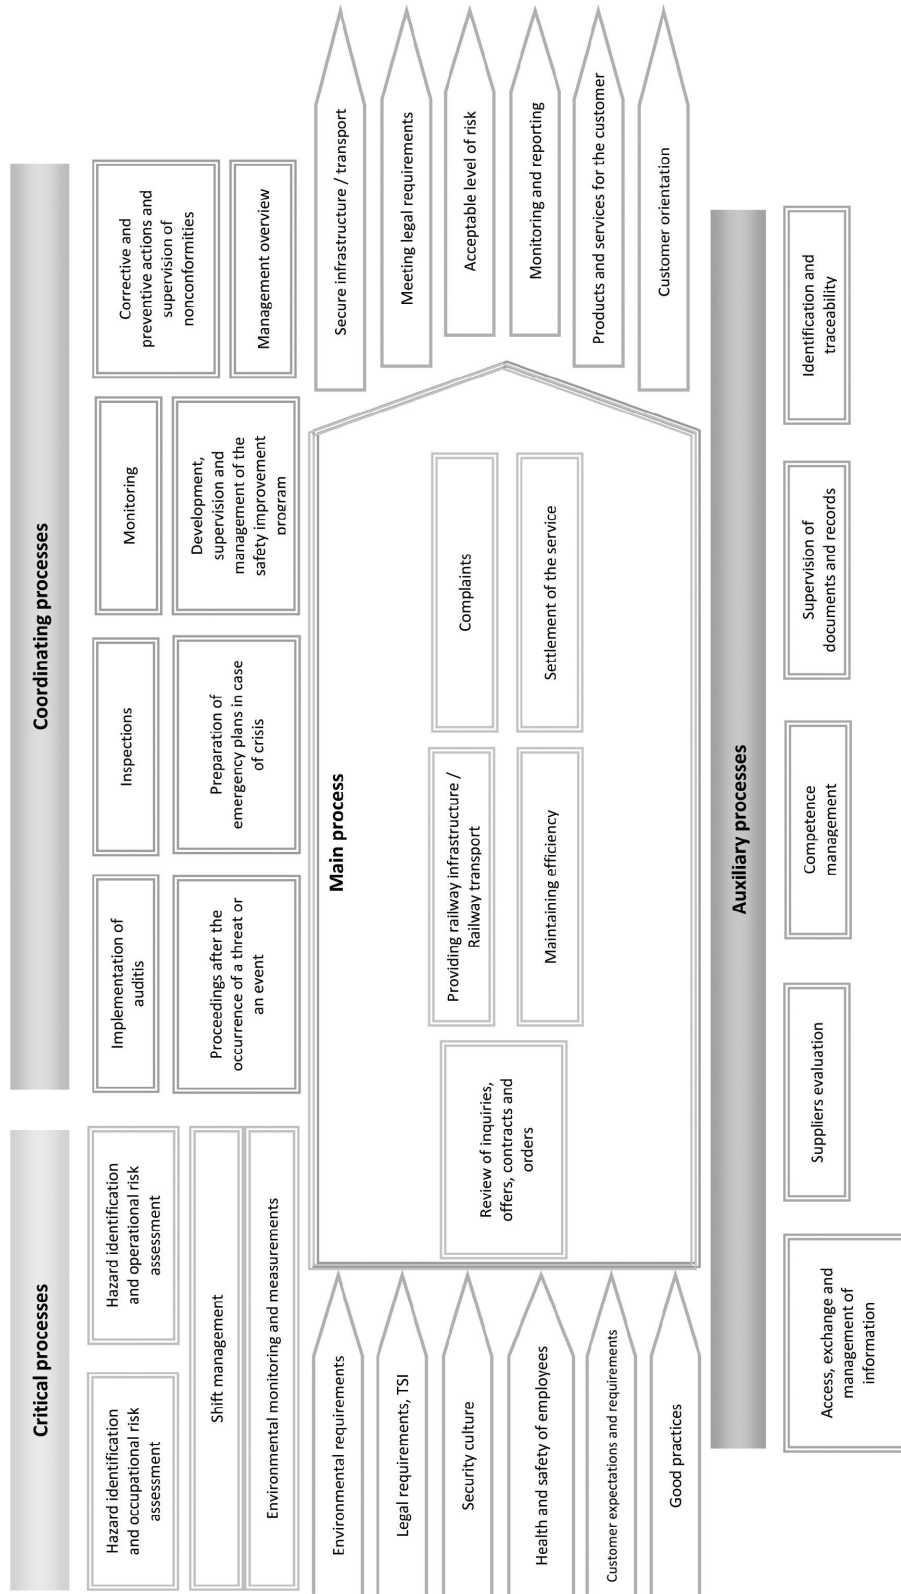 Critical processes
Coordinating processes
Hazard identification
and occupational risk
assessment
Hazard identification
and operational risk
assessment
Shift management
Environmental monitoring and measurements
Implementation of
auditis
Inspections
Monitoring
Corrective and
preventive actions and
supervision of
nonconformities
Proceedings after the
occurrence of a threat or
an event
Preparation of
emergency plans in case
of crisis
Development,
supervision and
management of the
safety improvement
program
Management overview
Environmental requirements
Legal requirements, TSI
Security culture
Health and safety of employees
Customer expectations and requirements
Good practices
Main process
Review of inquiries,
offers, contracts and
orders
Providing railway infrastructure /
Railway transport
Complaints
Maintaining efficiency
Settlement of the service
Secure infrastructure / transport
Meeting legal requirements
Acceptable level of risk
Monitoring and reporting
Products and services for the customer
Customer orientation
Auxiliary processes
Access, exchange and
management of
information
Suppliers evaluation
Competence
management
Supervision of
documents and records
Identification and
traceability